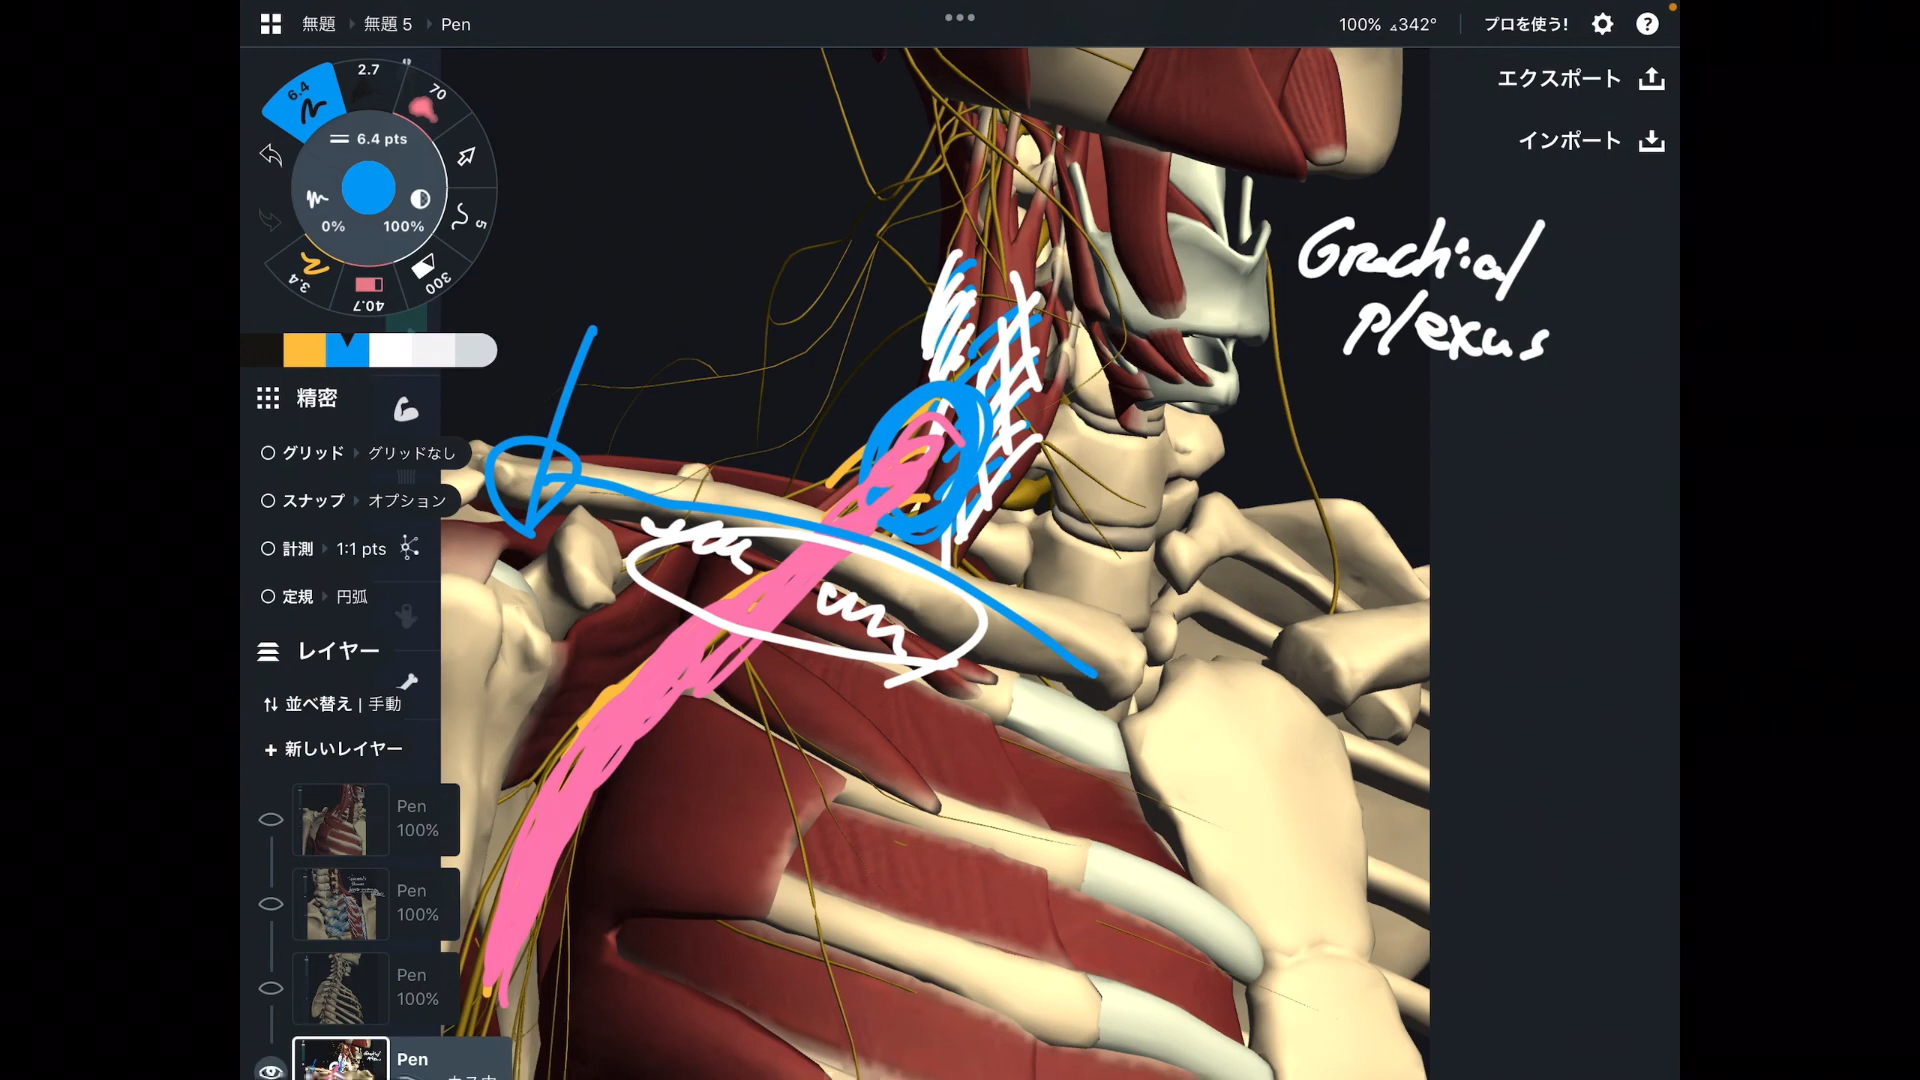 無題 無題 5 Pen
100% 342°
プロを使う!
エクスポート
インポート
2.7
6.4
70
6.4 pts
0% 100%
5
3.4
40.7
300
精密
グリッド グリッドなし
スナップ オプション
計測 1:1 pts
定規 円弧
レイヤー
並べ替え | 手動
+ 新しいレイヤー
Pen
100%
Pen
100%
Pen
100%
Pen
Grachial
plexus